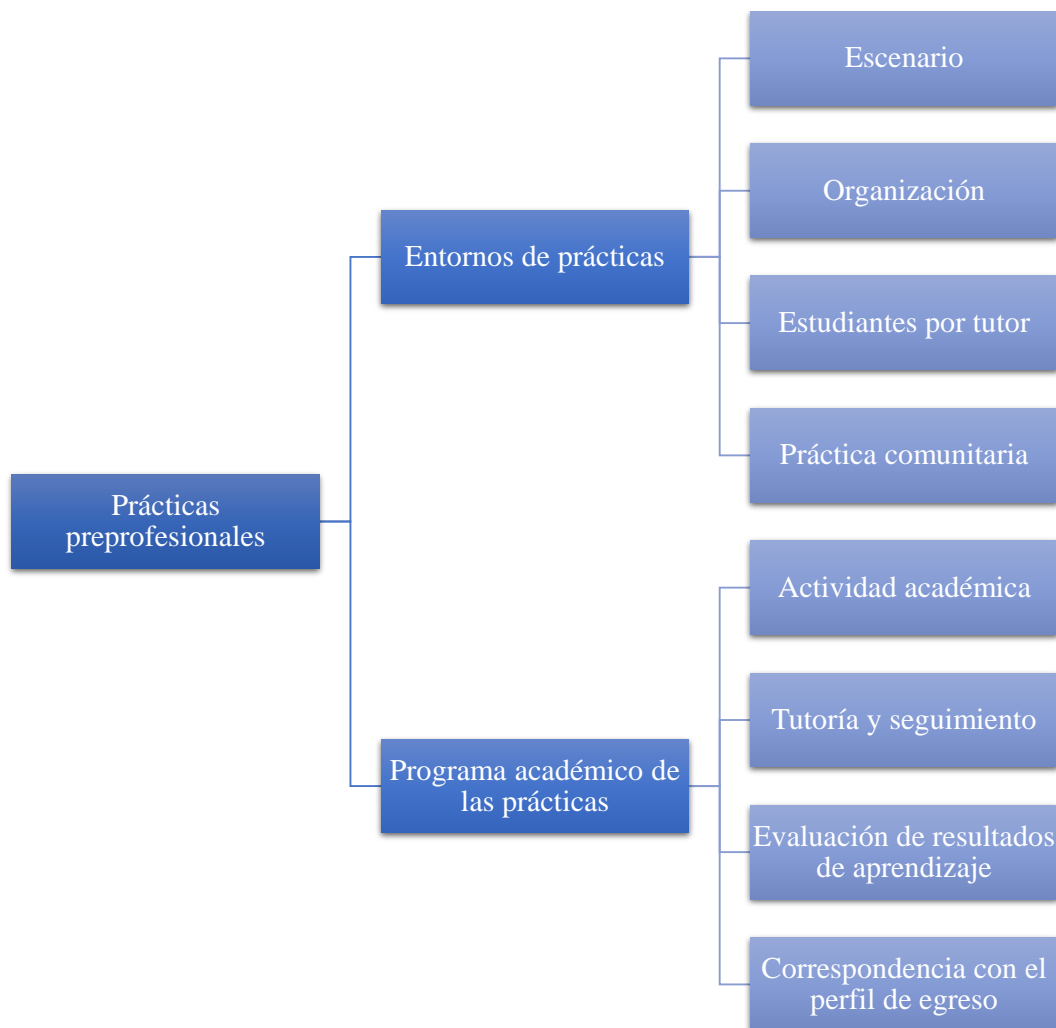 Prácticas
preprofesionales
Entornos de prácticas
Escenario
Organización
Estudiantes por tutor
Práctica comunitaria
Programa académico de
las prácticas
Actividad académica
Tutoría y seguimiento
Evaluación de resultados
de aprendizaje
Correspondencia con el
perfil de egreso